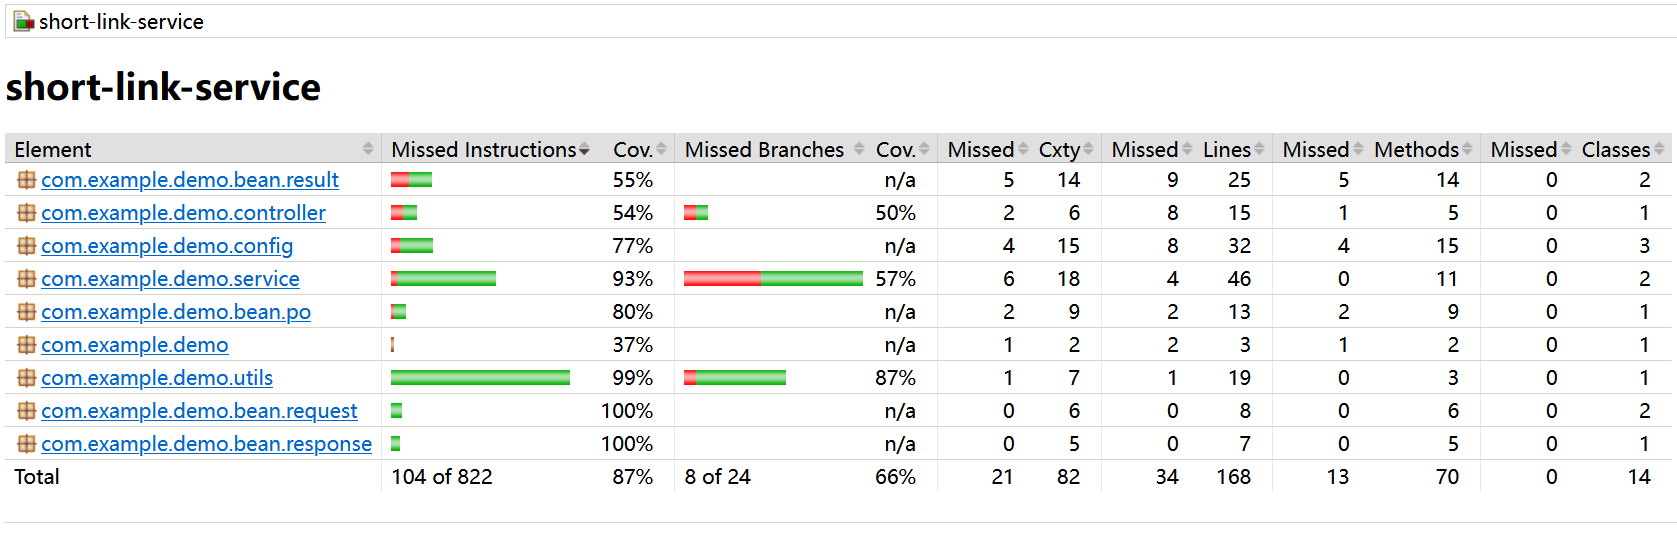 short-link-service
short-link-service
Element Missed Instructions Cov. Missed Branches Cov. Missed Cxty Missed Lines Missed Methods Missed Classes
com.example.demo.bean.result 55% n/a 5 14 9 25 5 14 0 2
com.example.demo.controller 54% 50% 2 6 8 15 1 5 0 1
com.example.demo.config 77% n/a 4 15 8 32 4 15 0 3
com.example.demo.service 93% 57% 6 18 4 46 0 11 0 2
com.example.demo.bean.po 80% n/a 2 9 2 13 2 9 0 1
com.example.demo 37% n/a 1 2 2 3 1 2 0 1
com.example.demo.utils 99% 87% 1 7 1 19 0 3 0 1
com.example.demo.bean.request 100% n/a 0 6 0 8 0 6 0 2
com.example.demo.bean.response 100% n/a 0 5 0 7 0 5 0 1
Total 104 of 822 87% 8 of 24 66% 21 82 34 168 13 70 0 14